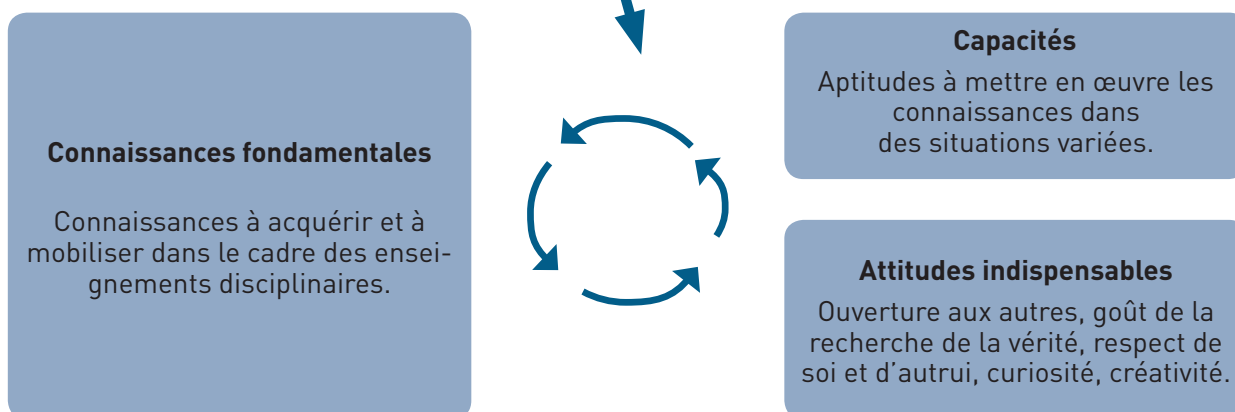 Connaissances fondamentales
Connaissances à acquérir et à
mobiliser dans le cadre des ensei-
gnements disciplinaires.
Capacités
Aptitudes à mettre en œuvre les
connaissances dans
des situations variées.
Attitudes indispensables
Ouverture aux autres, goût de la
recherche de la vérité, respect de
soi et d’autrui, curiosité, créativité.